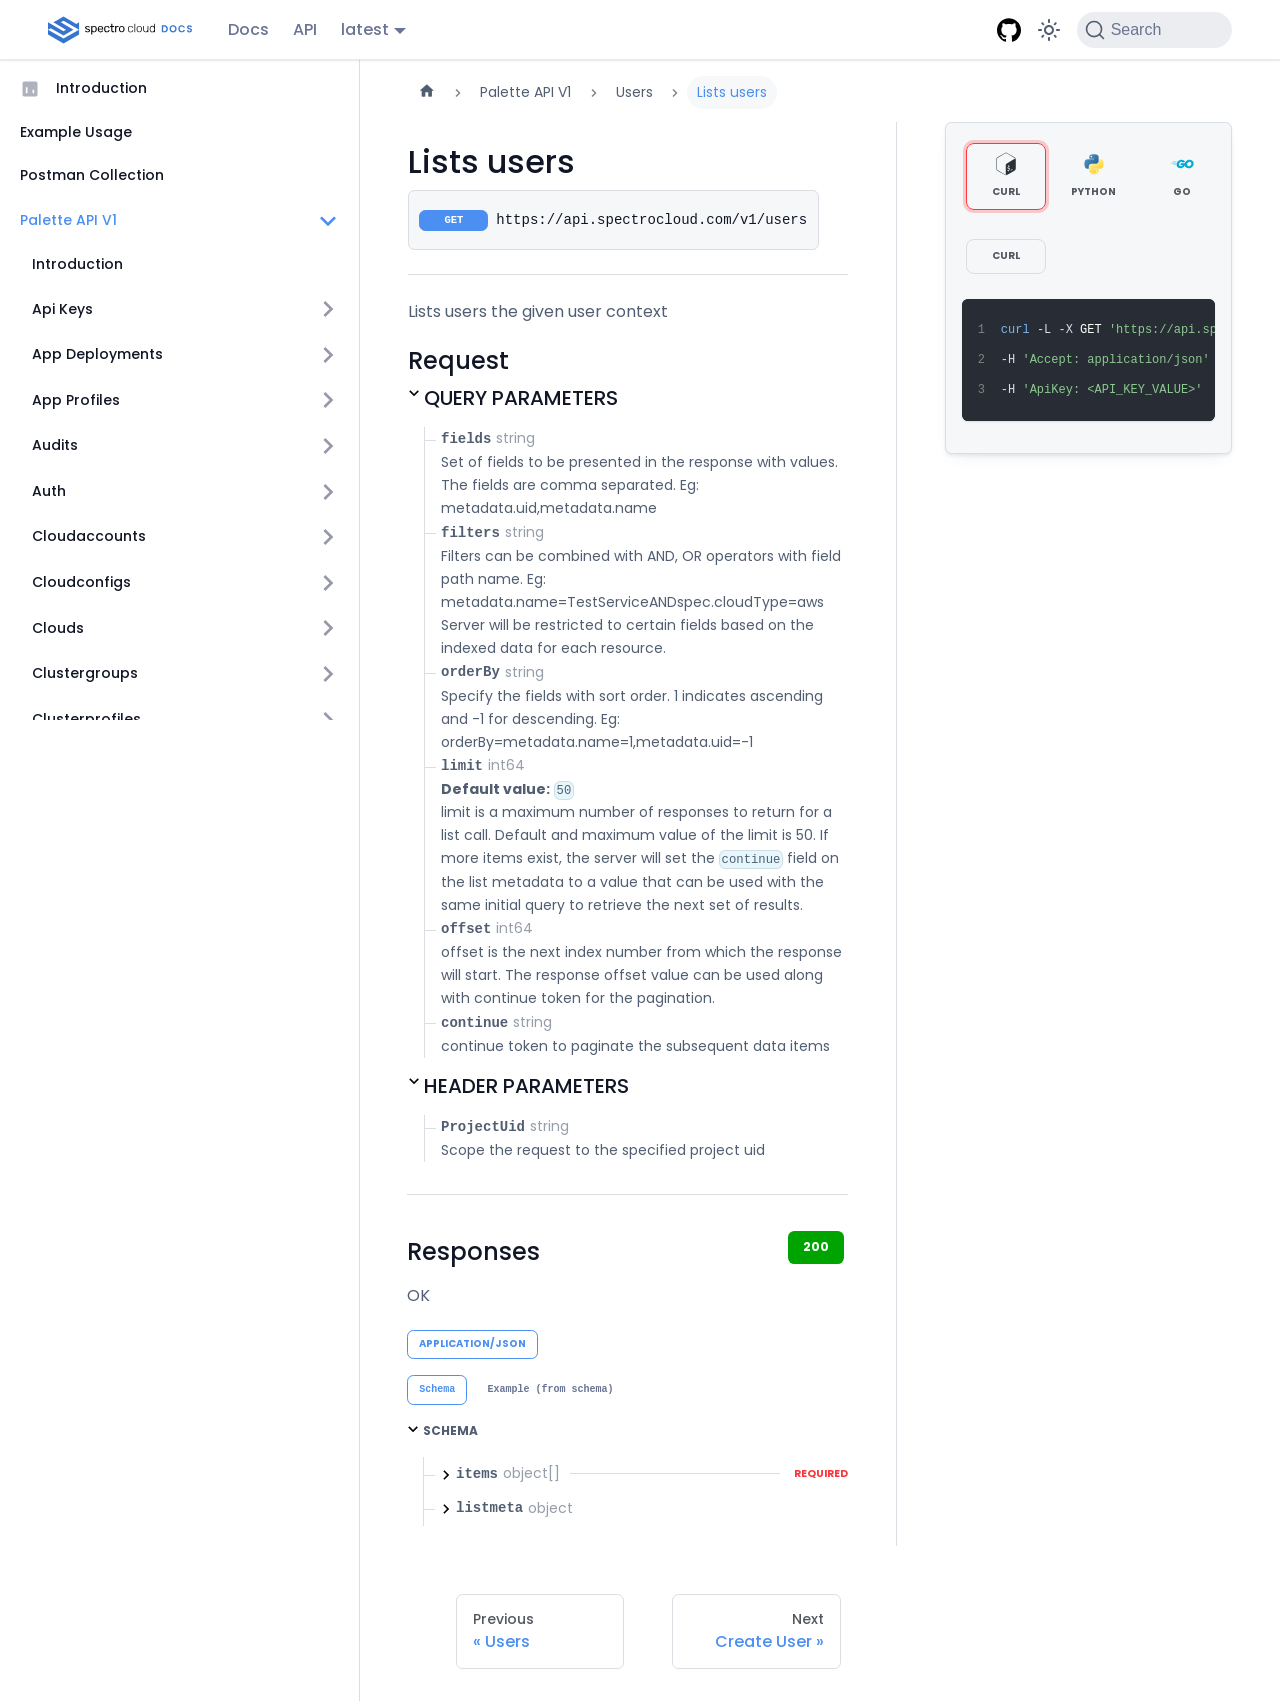 spectro cloud DOCS Docs API latest Search
Introduction
Example Usage
Postman Collection
Palette API V1
Introduction
Api Keys
App Deployments
App Profiles
Audits
Auth
Cloudaccounts
Cloudconfigs
Clouds
Clustergroups
Clusterprofiles
Palette API V1 Users Lists users
Lists users
GET https://api.spectrocloud.com/v1/users
Lists users the given user context
Request
QUERY PARAMETERS
fields string
Set of fields to be presented in the response with values.
The fields are comma separated. Eg:
metadata.uid,metadata.name
filters string
Filters can be combined with AND, OR operators with field
path name. Eg:
metadata.name=TestServiceANDspec.cloudType=aws
Server will be restricted to certain fields based on the
indexed data for each resource.
orderBy string
Specify the fields with sort order. 1 indicates ascending
and -1 for descending. Eg:
orderBy=metadata.name=1,metadata.uid=-1
limit int64
Default value: 50
limit is a maximum number of responses to return for a
list call. Default and maximum value of the limit is 50. If
more items exist, the server will set the continue field on
the list metadata to a value that can be used with the
same initial query to retrieve the next set of results.
offset int64
offset is the next index number from which the response
will start. The response offset value can be used along
with continue token for the pagination.
continue string
continue token to paginate the subsequent data items
HEADER PARAMETERS
ProjectUid string
Scope the request to the specified project uid
Responses 200
OK
APPLICATION/JSON
Schema Example (from schema)
SCHEMA
items object[] REQUIRED
listmeta object
Previous
« Users
Next
Create User »
CURL PYTHON GO
CURL
1 curl -L -X GET 'https://api.sp
2 -H 'Accept: application/json'
3 -H 'ApiKey: <API_KEY_VALUE>'